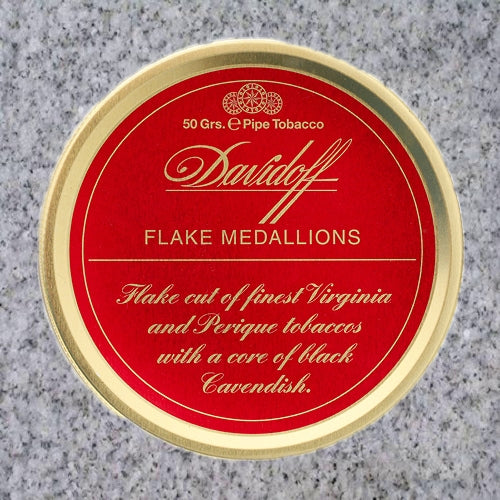 50 Grs. ℮ Pipe Tobacco
Davidoff
FLAKE MEDALLIONS
Flake cut of finest Virginia
and Perique tobaccos
with a core of black
Cavendish.